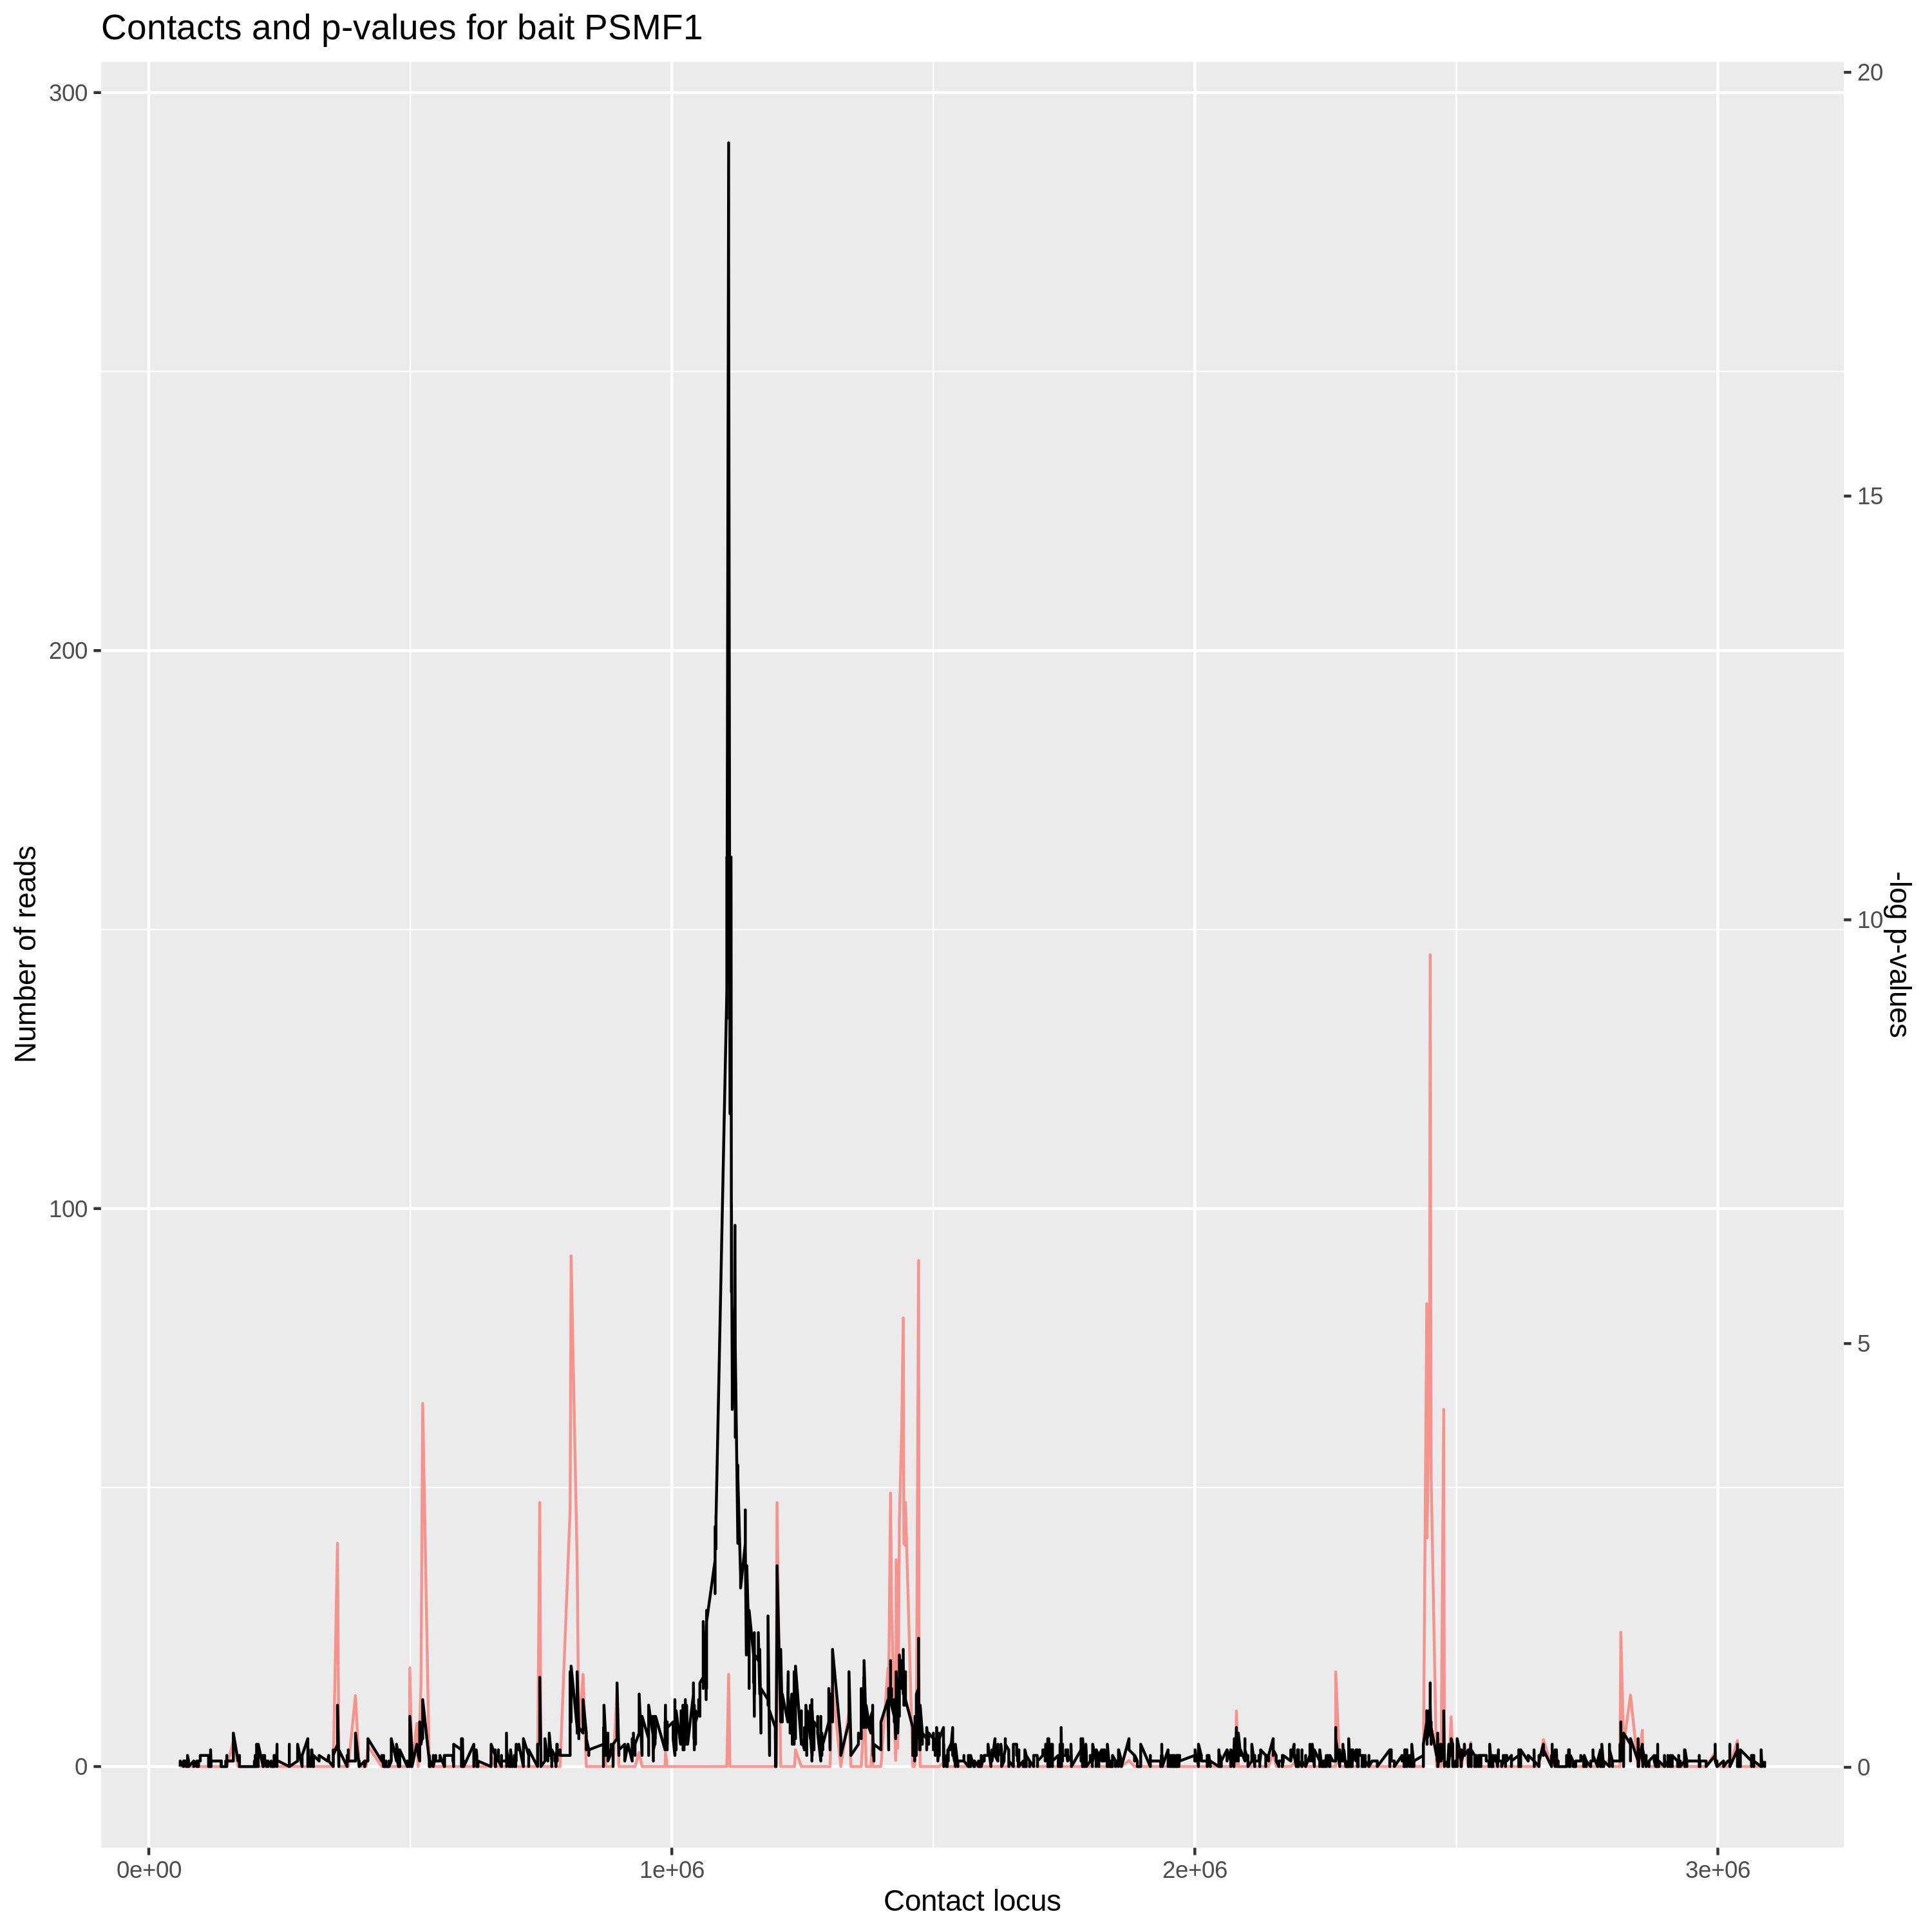 Contacts and p-values for bait PSMF1
300
200
100
0
Number of reads
20
15
10
5
0
-log p-values
0e+00 1e+06 2e+06 3e+06
Contact locus